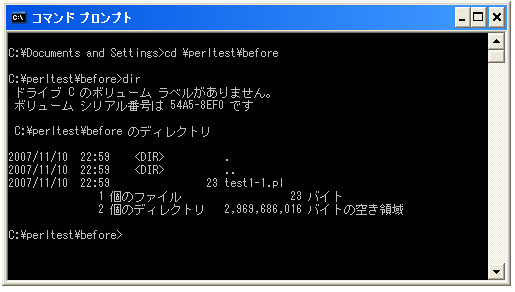 コマンド プロンプト
C:¥Documents and Settings>cd ¥perltest¥before
C:¥perltest¥before>dir
ドライブ C のボリューム ラベルがありません。
ボリューム シリアル番号は 54A5-8EF0 です
C:¥perltest¥before のディレクトリ
2007/11/10  22:59    <DIR>          .
2007/11/10  22:59    <DIR>          ..
2007/11/10  22:59                23 test1-1.pl
1 個のファイル                  23 バイト
2 個のディレクトリ   2,969,686,016 バイトの空き領域
C:¥perltest¥before>